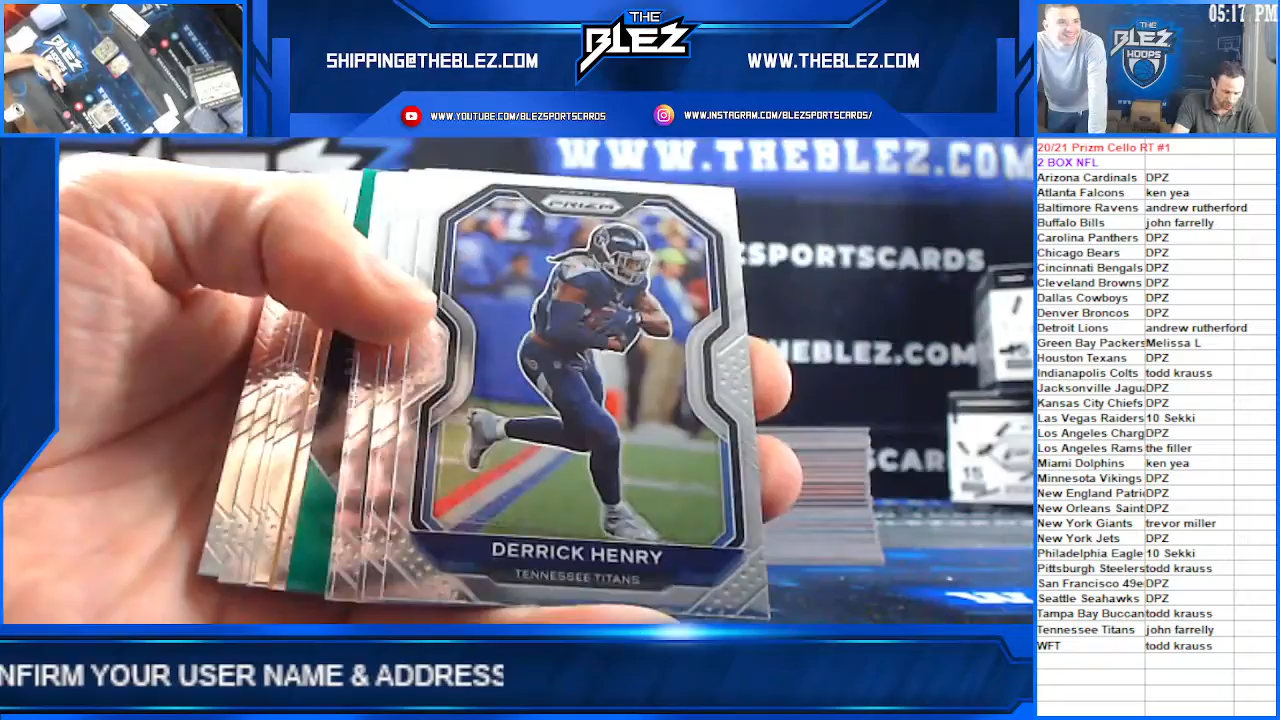 05:17 PM
THE
BLEZ
SHIPPING@THEBLEZ.COM
WWW.THEBLEZ.COM
WWW.YOUTUBE.COM/BLEZSPORTSCARDS
WWW.INSTAGRAM.COM/BLEZSPORTSCARDS/
THE
BLEZ
HOOPS
WWW.THEBLEZ.COM
ZSPORTSCARDS
HEBLEZ.COM
SCAR
PRIZM
DERRICK HENRY
TENNESSEE TITANS
20/21 Prizm Cello RT #1
2 BOX NFL
Arizona Cardinals DPZ
Atlanta Falcons ken yea
Baltimore Ravens andrew rutherford
Buffalo Bills john farrelly
Carolina Panthers DPZ
Chicago Bears DPZ
Cincinnati Bengals DPZ
Cleveland Browns DPZ
Dallas Cowboys DPZ
Denver Broncos DPZ
Detroit Lions andrew rutherford
Green Bay Packers Melissa L
Houston Texans DPZ
Indianapolis Colts todd krauss
Jacksonville Jagu DPZ
Kansas City Chiefs DPZ
Las Vegas Raiders 10 Sekki
Los Angeles Charg DPZ
Los Angeles Rams the filler
Miami Dolphins ken yea
Minnesota Vikings DPZ
New England Patri DPZ
New Orleans Saint DPZ
New York Giants trevor miller
New York Jets DPZ
Philadelphia Eagle 10 Sekki
Pittsburgh Steelers todd krauss
San Francisco 49e DPZ
Seattle Seahawks DPZ
Tampa Bay Buccan todd krauss
Tennessee Titans john farrelly
WFT todd krauss
NFIRM YOUR USER NAME & ADDRESS